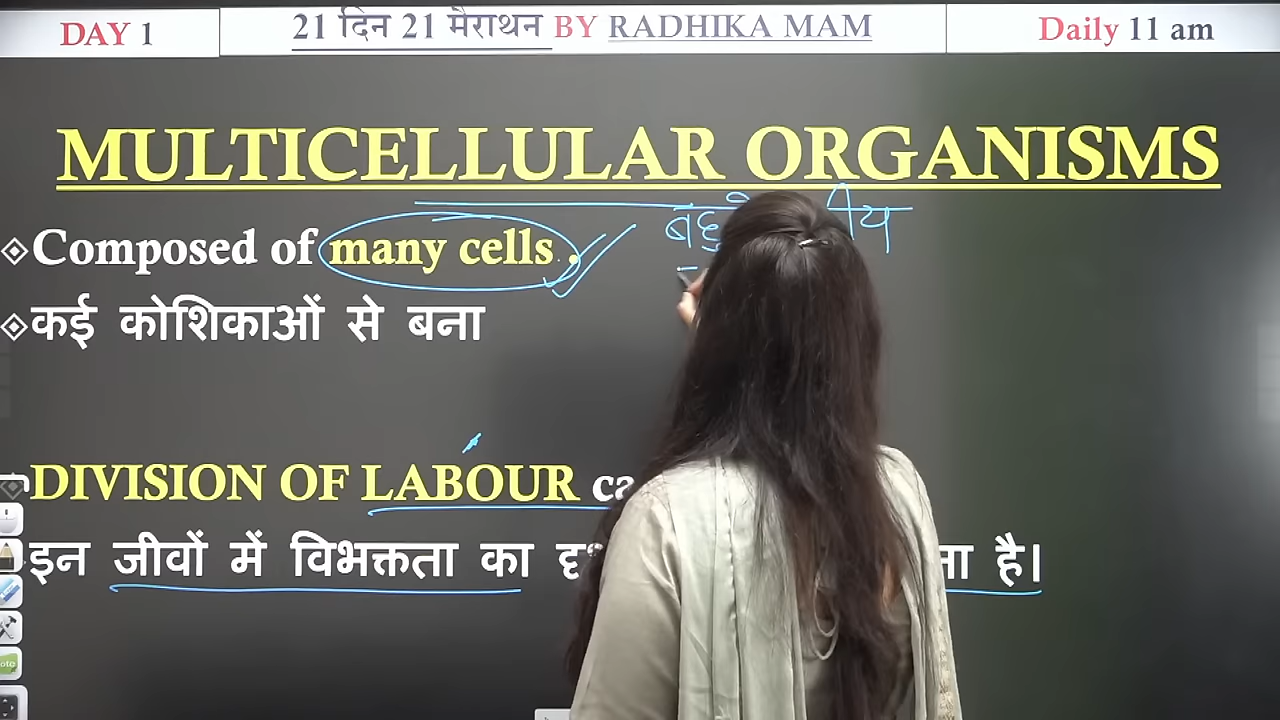 DAY 1
21 दिन 21 मैराथन BY RADHIKA MAM
Daily 11 am
MULTICELLULAR ORGANISMS
Composed of many cells .
कई कोशिकाओं से बना
DIVISION OF LABOUR
इन जीवों में विभक्तता का है।